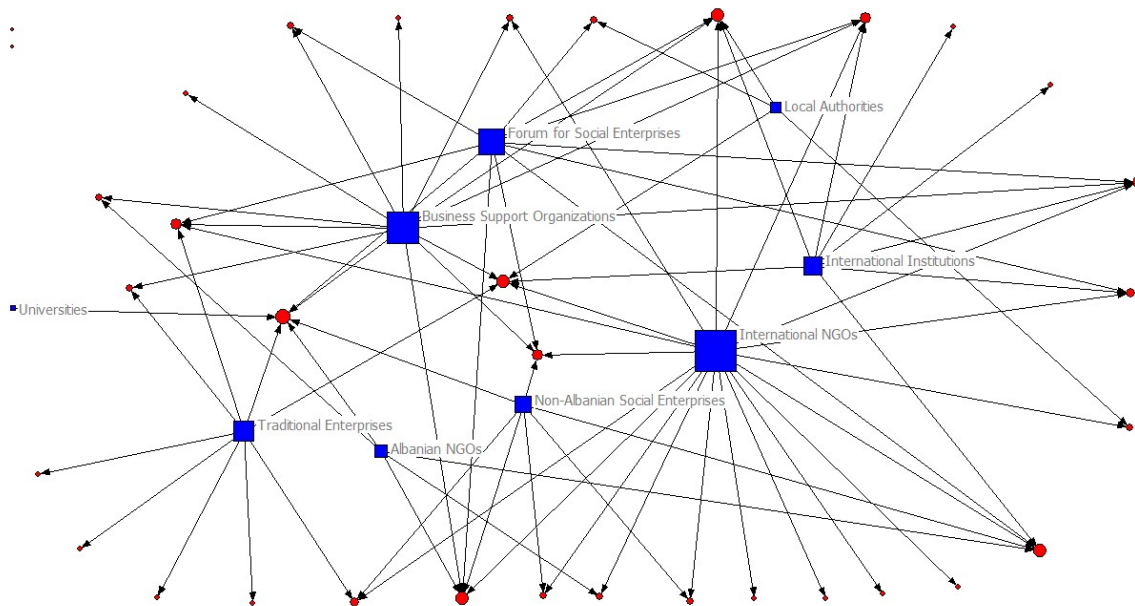 Local Authorities
Forum for Social Enterprises
Business Support Organizations
International Institutions
Universities
International NGOs
Non-Albanian Social Enterprises
Traditional Enterprises
Albanian NGOs